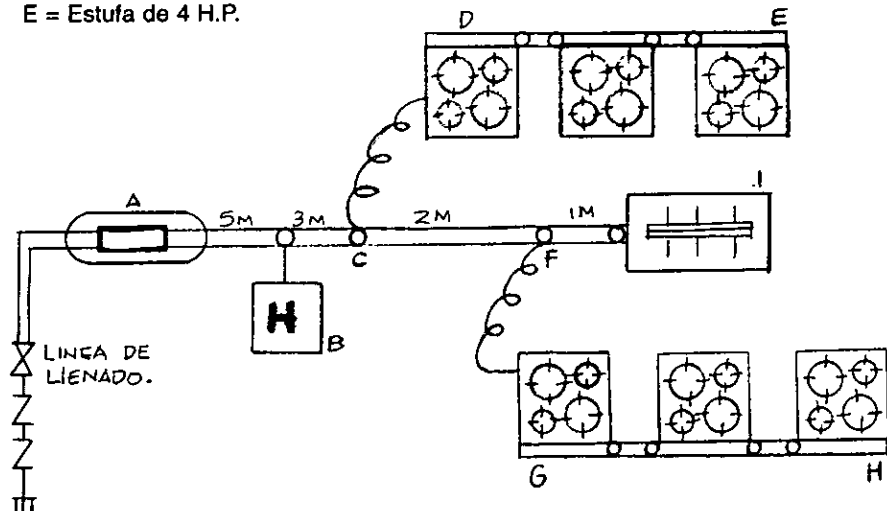 E = Estufa de 4 H.P.
D
E
A
5M
3M
2M
1M
I
C
F
H
B
LINEA DE
LLENADO.
G
H